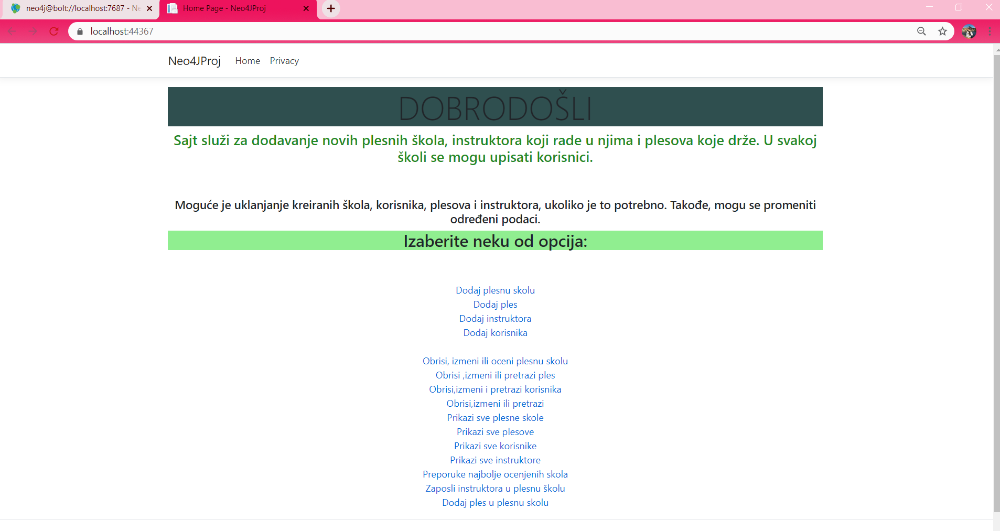 neo4j@bolt://localhost:7687 - Ne
Home Page - Neo4JProj
localhost:44367
Neo4JProj Home Privacy
DOBRODOŠLI
Sajt služi za dodavanje novih plesnih škola, instruktora koji rade u njima i plesova koje drže. U svakoj
školi se mogu upisati korisnici.
Moguće je uklanjanje kreiranih škola, korisnika, plesova i instruktora, ukoliko je to potrebno. Takođe, mogu se promeniti
određeni podaci.
Izaberite neku od opcija:
Dodaj plesnu skolu
Dodaj ples
Dodaj instruktora
Dodaj korisnika
Obrisi, izmeni ili oceni plesnu skolu
Obrisi ,izmeni ili pretrazi ples
Obrisi,izmeni i pretrazi korisnika
Obrisi,izmeni ili pretrazi
Prikazi sve plesne skole
Prikazi sve plesove
Prikazi sve korisnike
Prikazi sve instruktore
Preporuke najbolje ocenjenih skola
Zaposli instruktora u plesnu školu
Dodaj ples u plesnu skolu